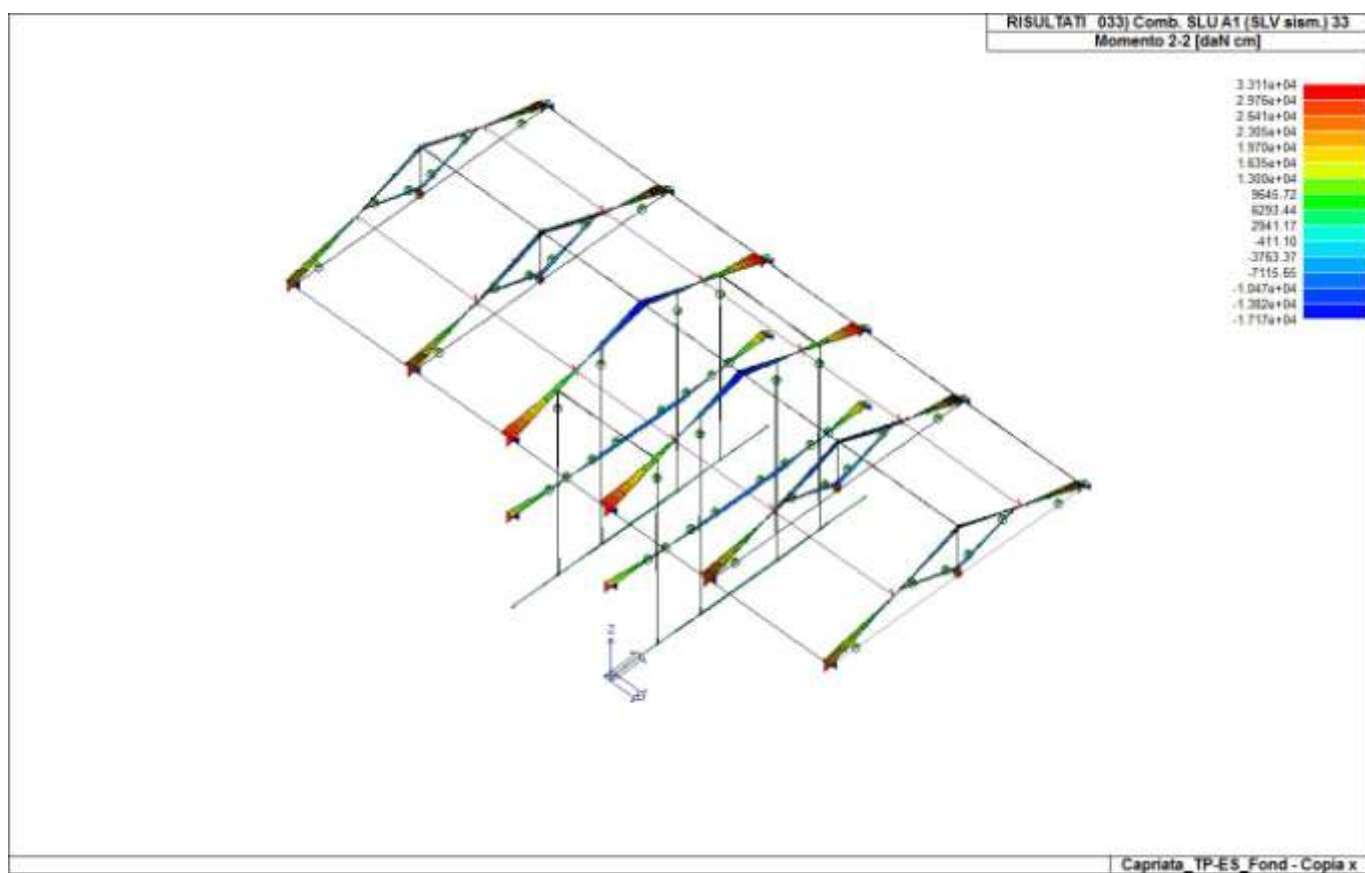 RISULTATI 033) Comb. SLU A1 (SLV sism.) 33
Momento 2-2 [daN cm]
3.311e+04
2.976e+04
2.641e+04
2.305e+04
1.970e+04
1.635e+04
1.300e+04
9645.72
6293.44
2941.17
-411.10
-3763.37
-7115.65
-1.047e+04
-1.382e+04
-1.717e+04
Capriata_TP-ES_Fond - Copia x